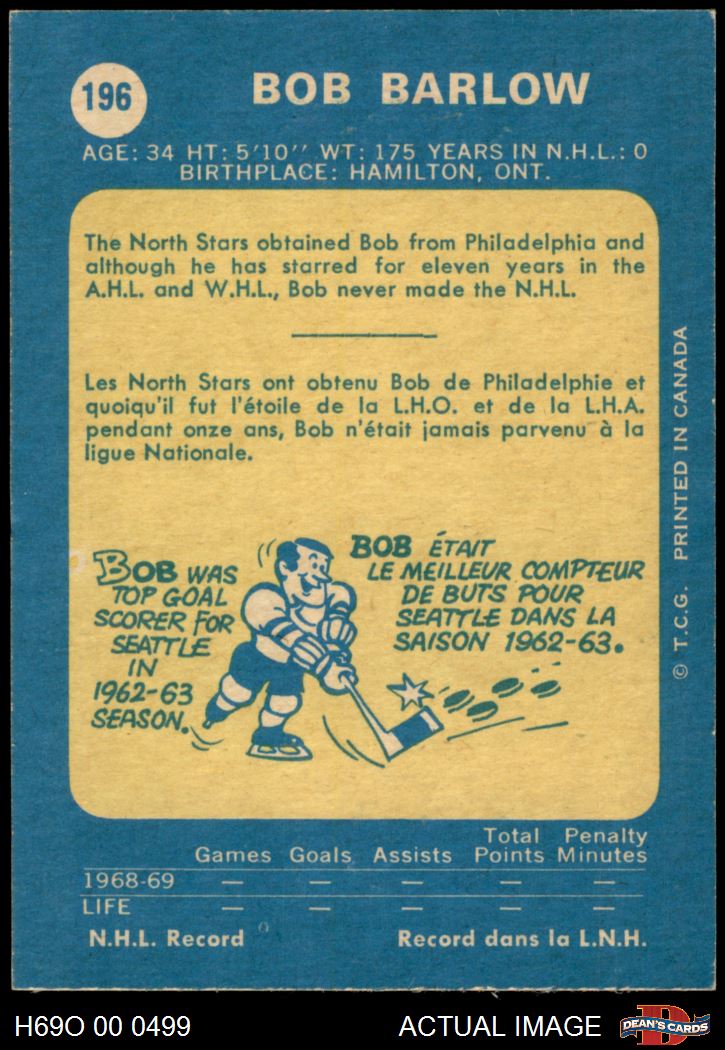 196
BOB BARLOW
AGE: 34 HT: 5'10'' WT: 175 YEARS IN N.H.L.: 0
BIRTHPLACE: HAMILTON, ONT.
The North Stars obtained Bob from Philadelphia and
although he has starred for eleven years in the
A.H.L. and W.H.L., Bob never made the N.H.L.
Les North Stars ont obtenu Bob de Philadelphie et
quoiqu'il fut l'étoile de la L.H.O. et de la L.H.A.
pendant onze ans, Bob n'était jamais parvenu à la
ligue Nationale.
BOB WAS
TOP GOAL
SCORER FOR
SEATTLE
IN
1962-63
SEASON.
BOB ÉTAIT
LE MEILLEUR COMPTEUR
DE BUTS POUR
SEATTLE DANS LA
SAISON 1962-63.
© T.C.G. PRINTED IN CANADA
Games Goals Assists Total Points Penalty Minutes
1968-69 — — — — —
LIFE — — — — —
N.H.L. Record Record dans la L.N.H.
H69O 00 0499 ACTUAL IMAGE
D
DEAN'S CARDS